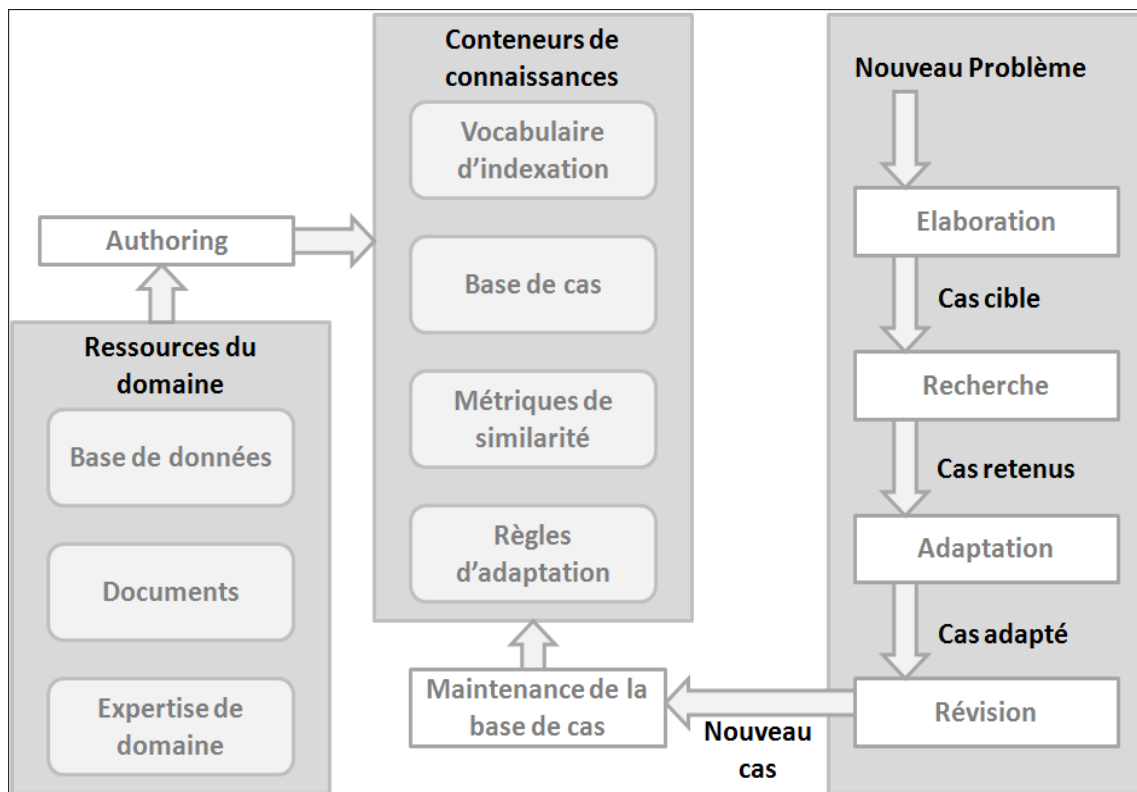 Conteneurs de
connaissances
Vocabulaire
d'indexation
Base de cas
Métriques de
similarité
Règles
d'adaptation
Authoring
Ressources du
domaine
Base de données
Documents
Expertise de
domaine
Maintenance de la
base de cas
Nouveau Problème
Elaboration
Cas cible
Recherche
Cas retenus
Adaptation
Cas adapté
Révision
Nouveau
cas